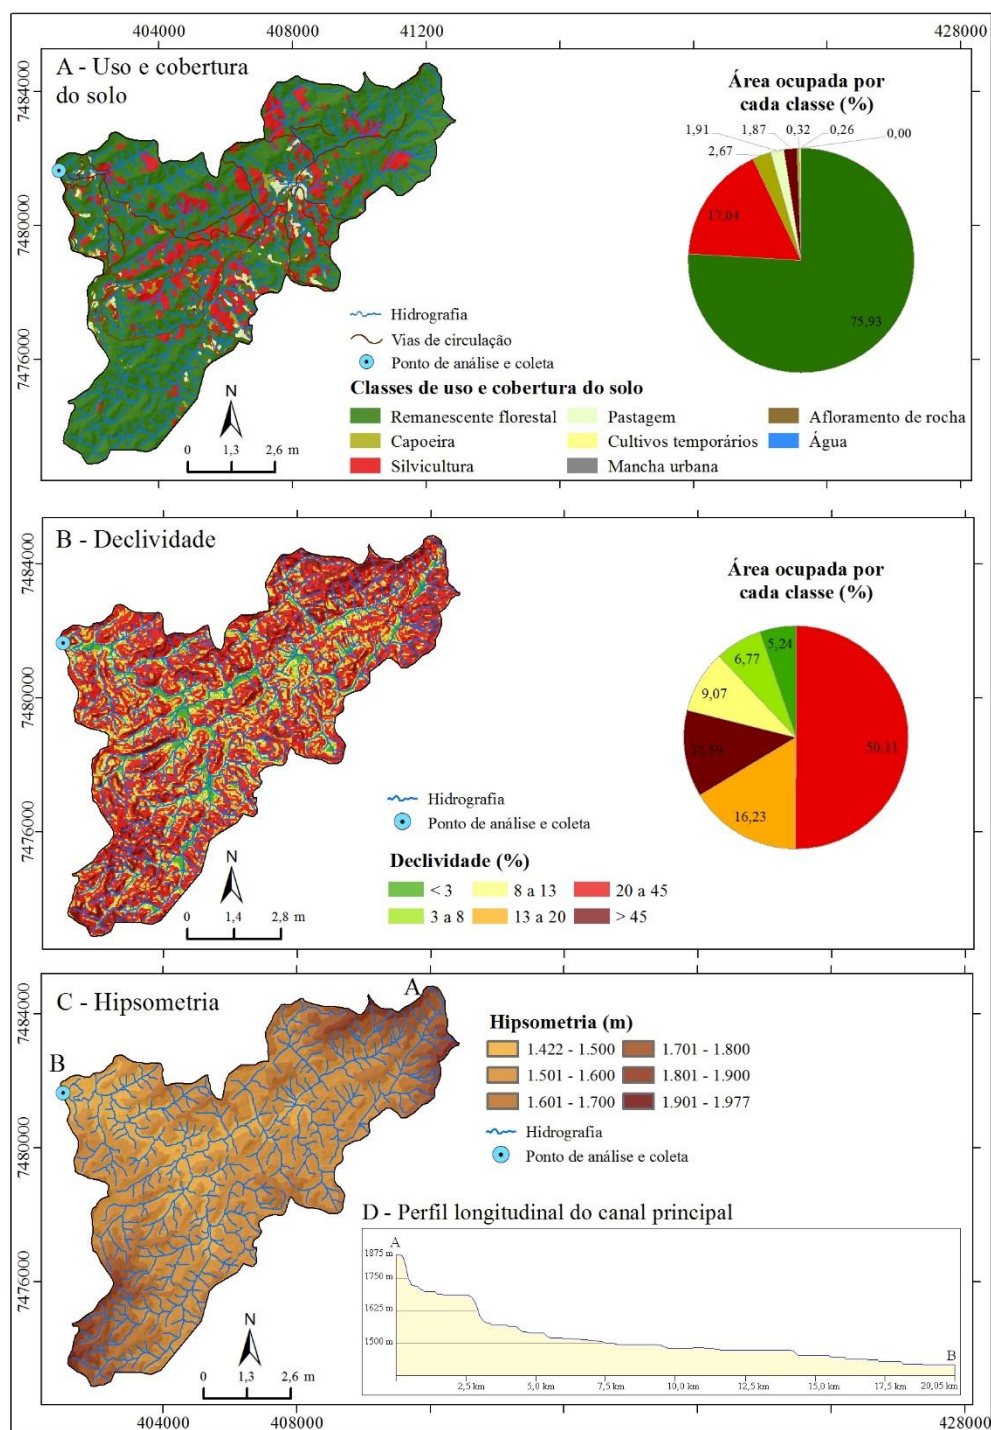 404000 408000 41200 428000
A - Uso e cobertura
do solo
7484000
7480000
7476000
Área ocupada por
cada classe (%)
1,91 1,87 0,32 0,26 0,00
2,67
17,04
75,93
Hidrografia
Vias de circulação
Ponto de análise e coleta
Classes de uso e cobertura do solo
Remanescente florestal Pastagem Afloramento de rocha
Capoeira Cultivos temporários Água
Silvicultura Mancha urbana
N
0 1,3 2,6 m
B - Declividade
7484000
7480000
7476000
Área ocupada por
cada classe (%)
5,24
6,77
9,07
12,59
50,11
16,23
Hidrografia
Ponto de análise e coleta
Declividade (%)
< 3 8 a 13 20 a 45
3 a 8 13 a 20 > 45
N
0 1,4 2,8 m
C - Hipsometria
A
B
7484000
7480000
7476000
Hipsometria (m)
1.422 - 1.500 1.701 - 1.800
1.501 - 1.600 1.801 - 1.900
1.601 - 1.700 1.901 - 1.977
Hidrografia
Ponto de análise e coleta
N
0 1,3 2,6 m
D - Perfil longitudinal do canal principal
A
1875 m
1750 m
1625 m
1500 m
B
2,5 km 5,0 km 7,5 km 10,0 km 12,5 km 15,0 km 17,5 km 20,05 km
404000 408000 428000